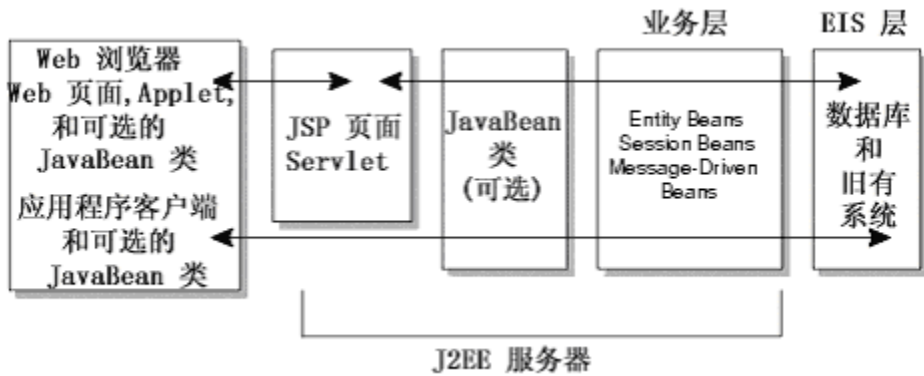 业务层
EIS 层
Web 浏览器
Web 页面,Applet,
和可选的
JavaBean 类
应用程序客户端
和可选的
JavaBean 类
JSP 页面
Servlet
JavaBean
类
(可选)
Entity Beans
Session Beans
Message-Driven
Beans
数据库
和
旧有
系统
J2EE 服务器